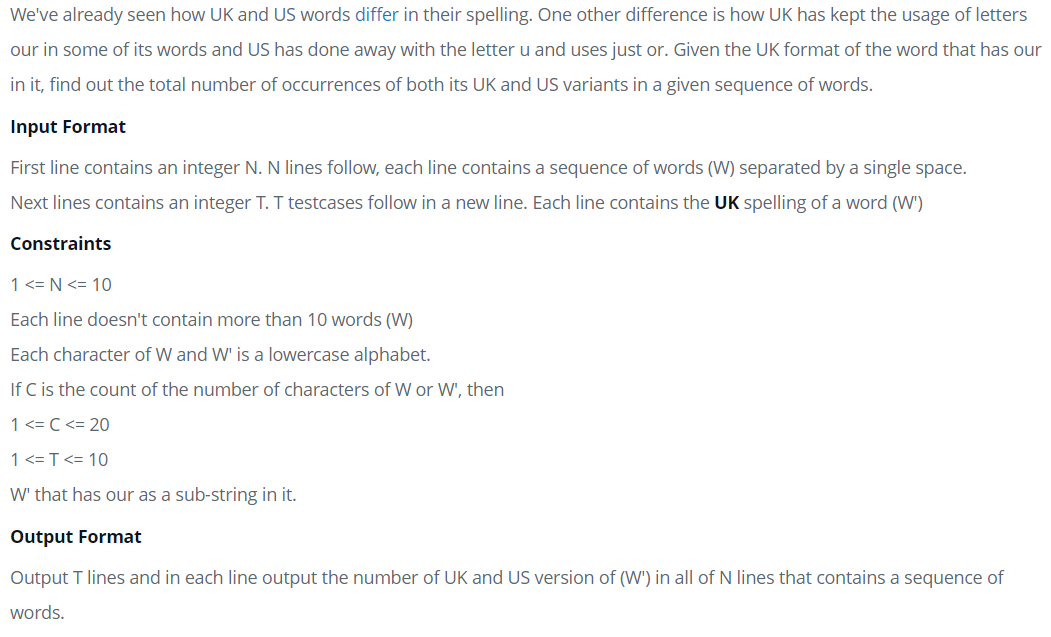 We've already seen how UK and US words differ in their spelling. One other difference is how UK has kept the usage of letters
our in some of its words and US has done away with the letter u and uses just or. Given the UK format of the word that has our
in it, find out the total number of occurrences of both its UK and US variants in a given sequence of words.
Input Format
First line contains an integer N. N lines follow, each line contains a sequence of words (W) separated by a single space.
Next lines contains an integer T. T testcases follow in a new line. Each line contains the UK spelling of a word (W')
Constraints
1 <= N <= 10
Each line doesn't contain more than 10 words (W)
Each character of W and W' is a lowercase alphabet.
If C is the count of the number of characters of W or W', then
1 <= C <= 20
1 <= T <= 10
W' that has our as a sub-string in it.
Output Format
Output T lines and in each line output the number of UK and US version of (W') in all of N lines that contains a sequence of
words.